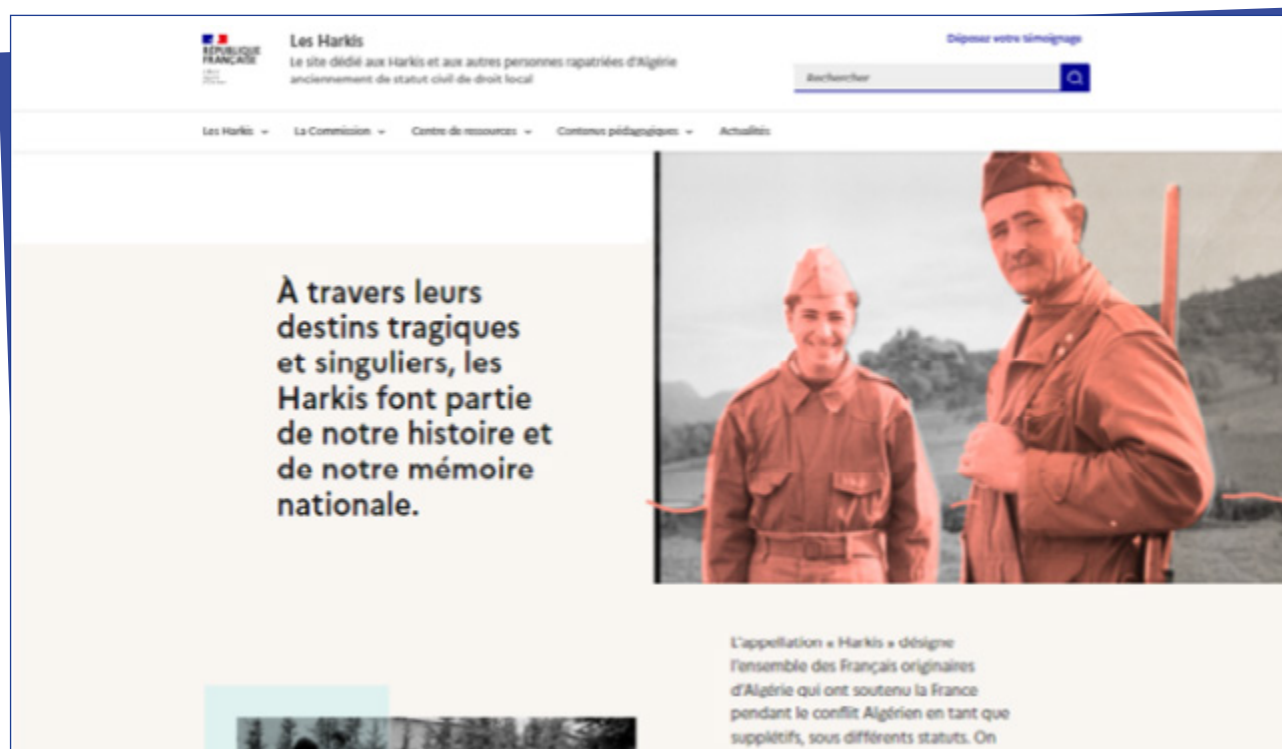 RÉPUBLIQUE
FRANÇAISE
Les Harkis
Le site dédié aux Harkis et aux autres personnes rapatriées d'Algérie
anciennement de statut civil de droit local
Déposez votre témoignage
Rechercher
Les Harkis
La Commission
Centre de ressources
Contenus pédagogiques
Actualités
À travers leurs
destins tragiques
et singuliers, les
Harkis font partie
de notre histoire et
de notre mémoire
nationale.
L'appellation « Harkis » désigne
l'ensemble des Français originaires
d'Algérie qui ont soutenu la France
pendant le conflit Algérien en tant que
supplétifs, sous différents statuts. On